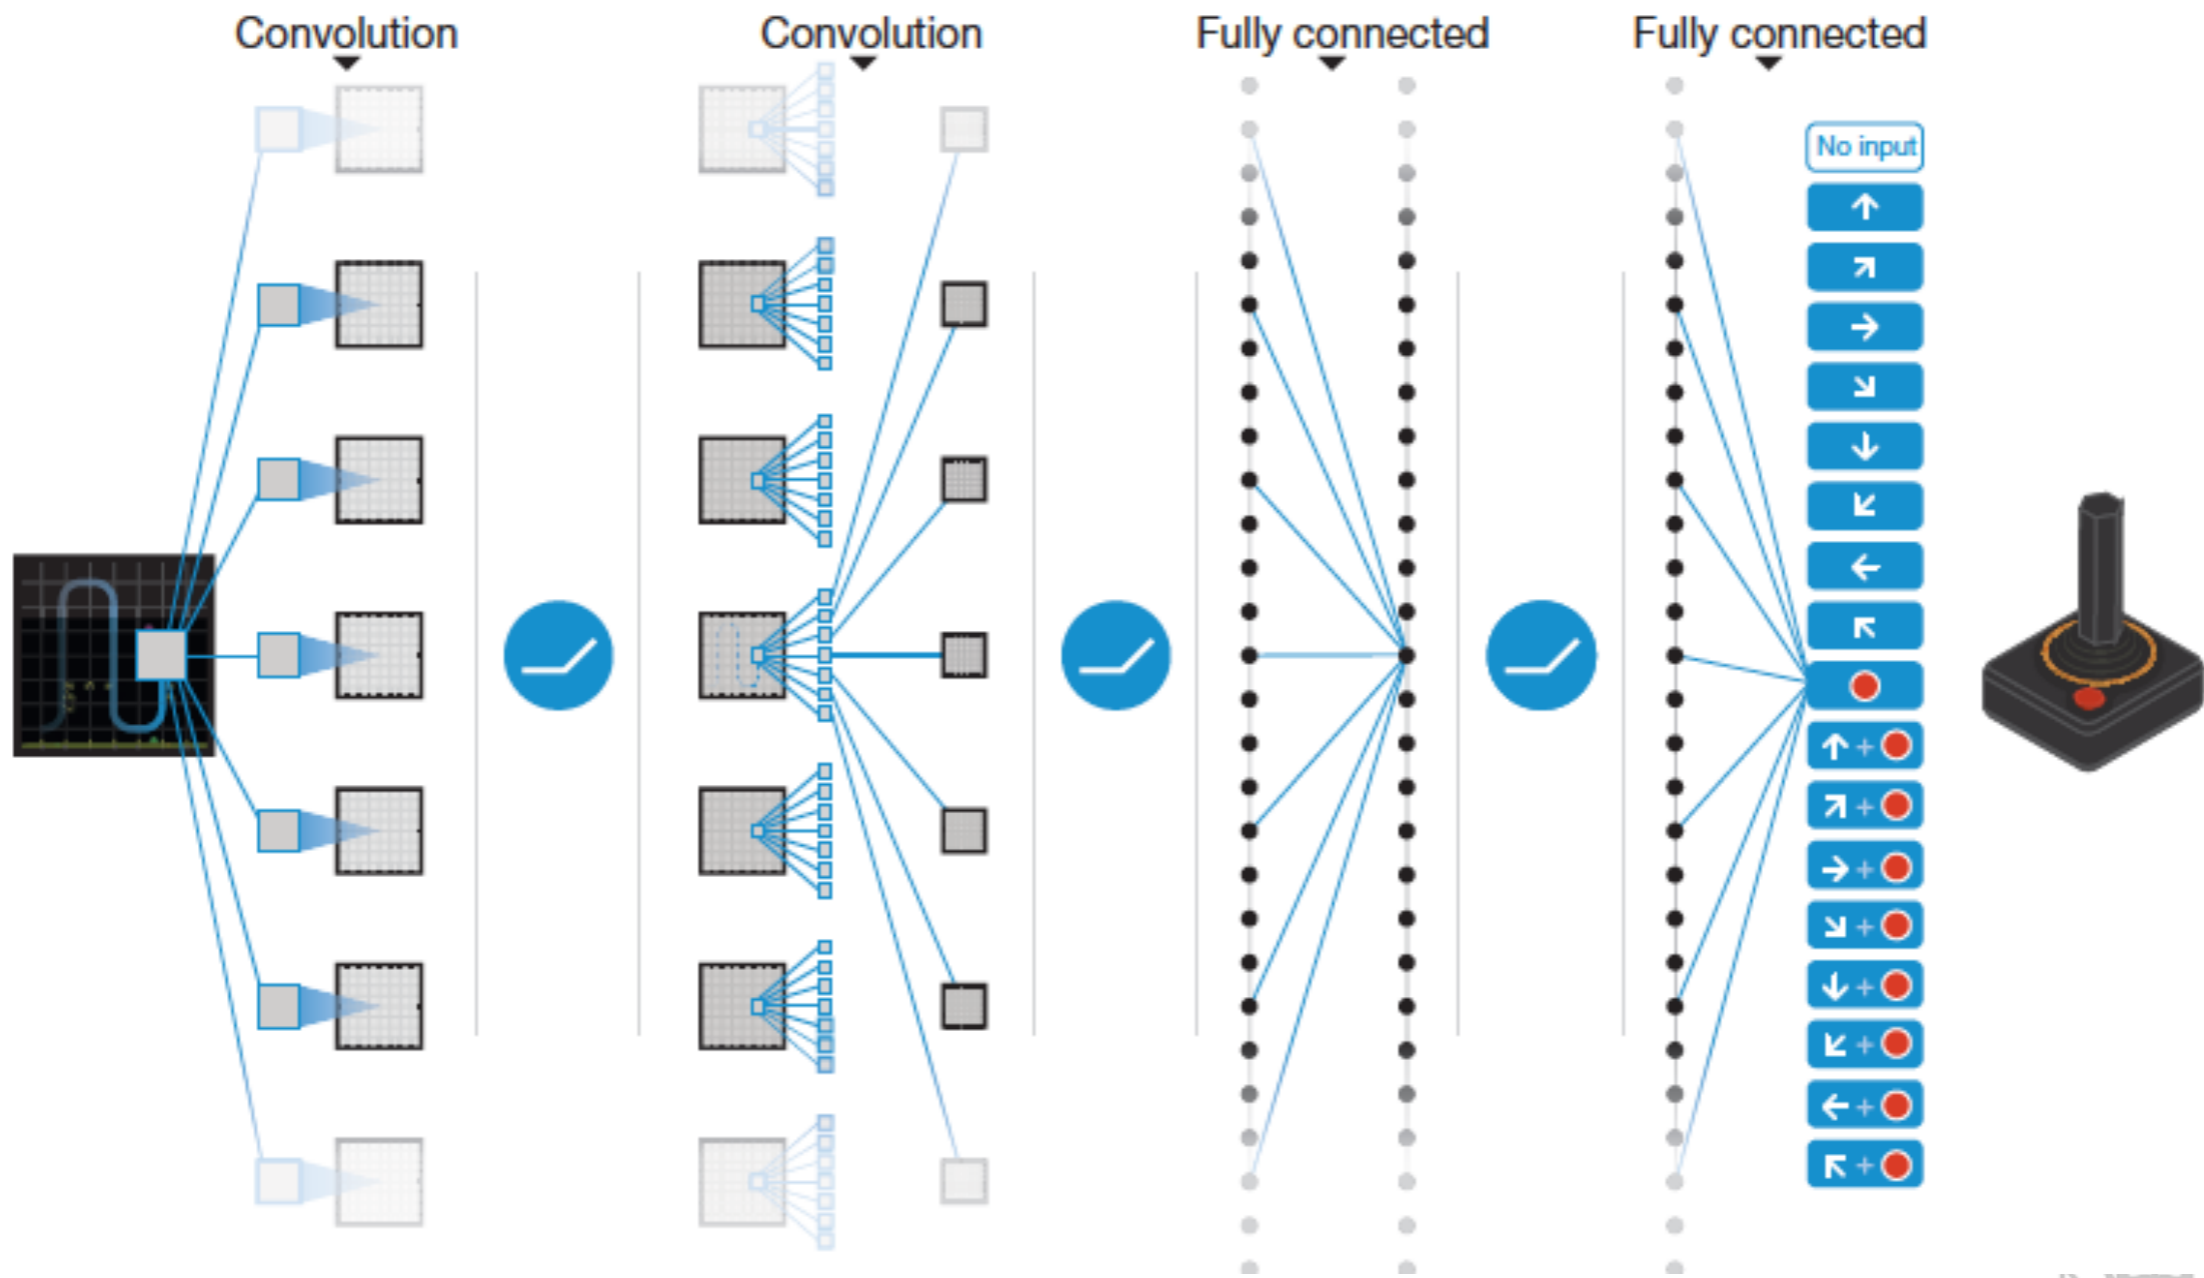 Convolution
Convolution
Fully connected
Fully connected
No input
+
+
+
+
+
+
+
+